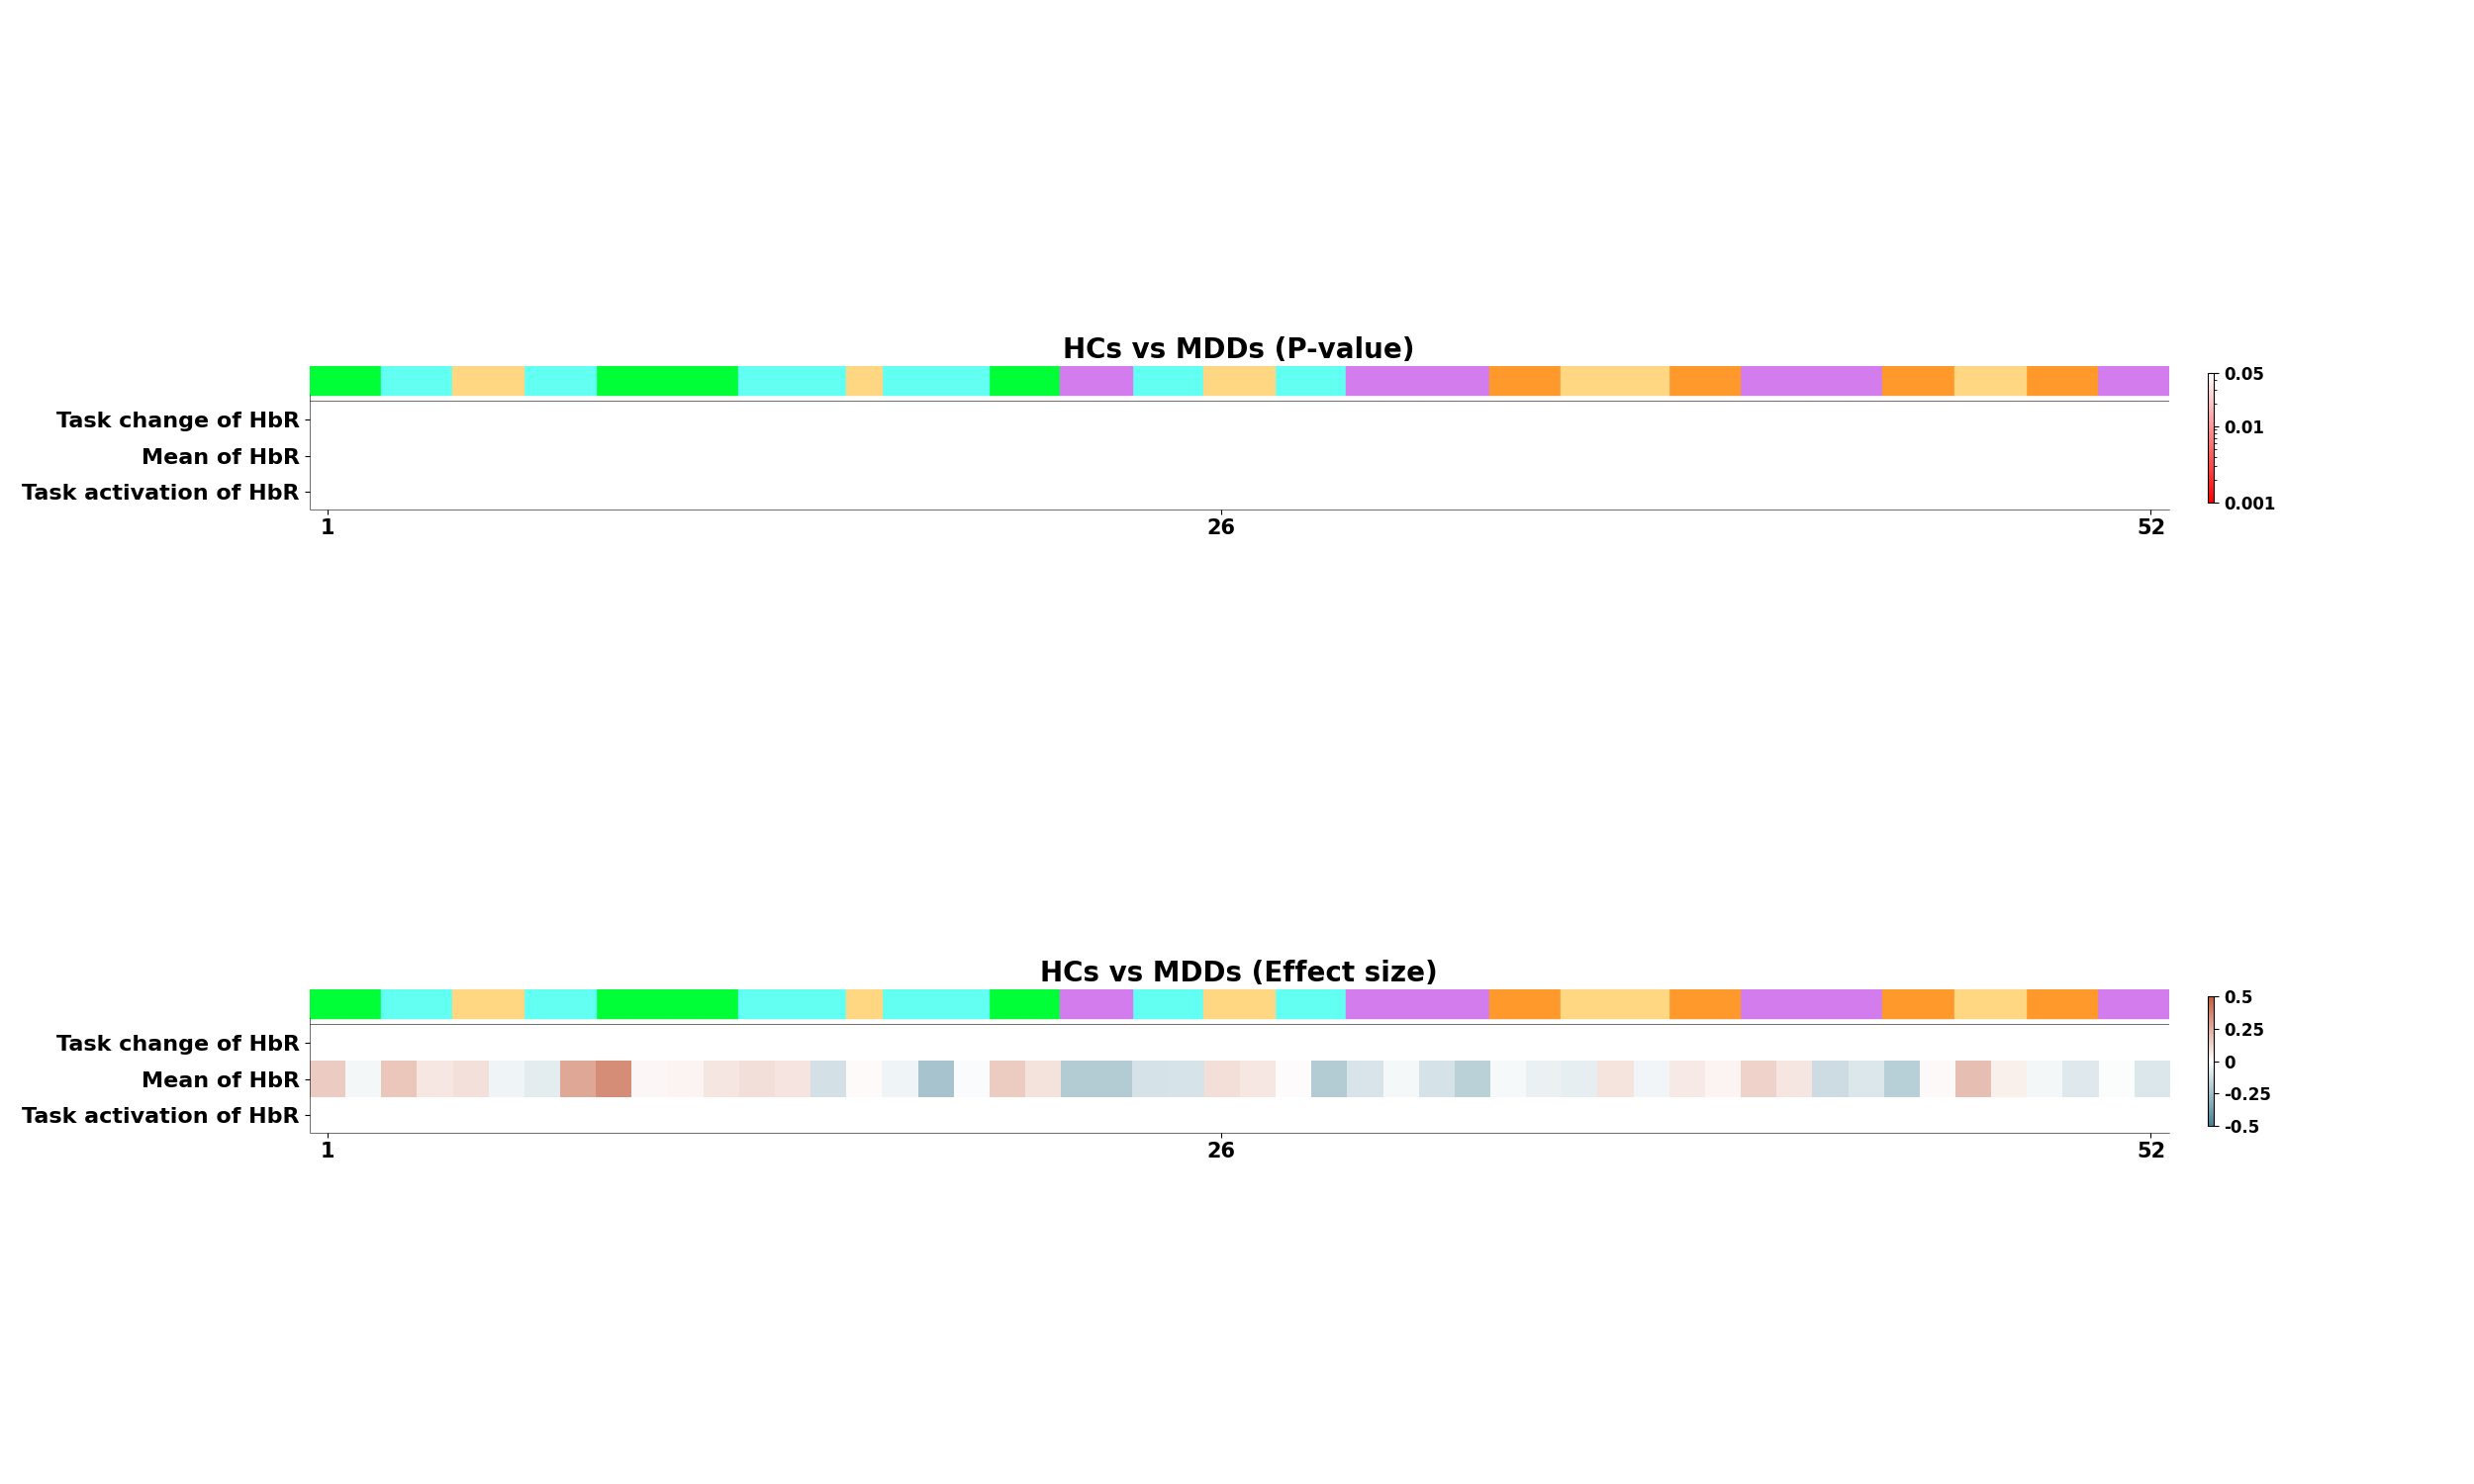 HCs vs MDDs (P-value)
Task change of HbR
Mean of HbR
Task activation of HbR
1 26 52
0.05
0.01
0.001
HCs vs MDDs (Effect size)
Task change of HbR
Mean of HbR
Task activation of HbR
1 26 52
0.5
0.25
0
-0.25
-0.5